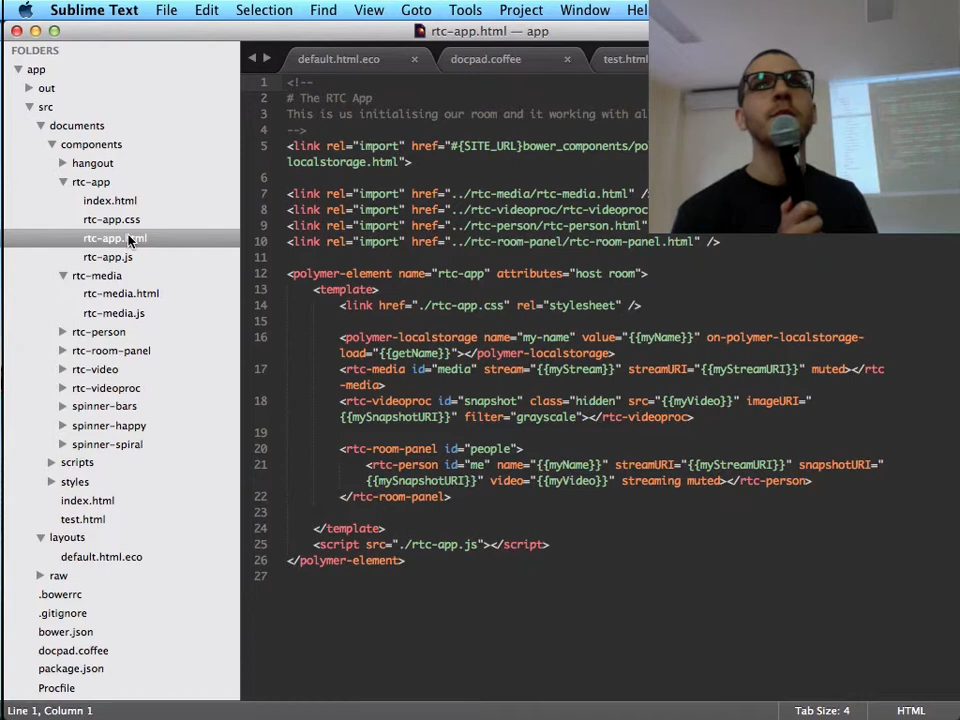 Sublime Text File Edit Selection Find View Goto Tools Project Window Hel
rtc-app.html — app
FOLDERS
app
out
src
documents
components
hangout
rtc-app
index.html
rtc-app.css
rtc-app.html
rtc-app.js
rtc-media
rtc-media.html
rtc-media.js
rtc-person
rtc-room-panel
rtc-video
rtc-videoproc
spinner-bars
spinner-happy
spinner-spiral
scripts
styles
index.html
test.html
layouts
default.html.eco
raw
.bowerrc
.gitignore
bower.json
docpad.coffee
package.json
Procfile
default.html.eco × docpad.coffee × test.html
1 <!--
2 # The RTC App
3 This is us initialising our room and it working with al
4 -->
5 <link rel="import" href="#{SITE_URL}bower_components/po
localstorage.html">
6
7 <link rel="import" href="../rtc-media/rtc-media.html" /
8 <link rel="import" href="../rtc-videoproc/rtc-videoproc
9 <link rel="import" href="../rtc-person/rtc-person.html"
10 <link rel="import" href="../rtc-room-panel/rtc-room-panel.html" />
11
12 <polymer-element name="rtc-app" attributes="host room">
13 <template>
14 <link href="./rtc-app.css" rel="stylesheet" />
15
16 <polymer-localstorage name="my-name" value="{{myName}}" on-polymer-localstorage-
load="{{getName}}"></polymer-localstorage>
17 <rtc-media id="media" stream="{{myStream}}" streamURI="{{myStreamURI}}" muted></rtc
-media>
18 <rtc-videoproc id="snapshot" class="hidden" src="{{myVideo}}" imageURI="
{{mySnapshotURI}}" filter="grayscale"></rtc-videoproc>
19
20 <rtc-room-panel id="people">
21 <rtc-person id="me" name="{{myName}}" streamURI="{{myStreamURI}}" snapshotURI="
{{mySnapshotURI}}" video="{{myVideo}}" streaming muted></rtc-person>
22 </rtc-room-panel>
23
24 </template>
25 <script src="./rtc-app.js"></script>
26 </polymer-element>
27
Line 1, Column 1 Tab Size: 4 HTML